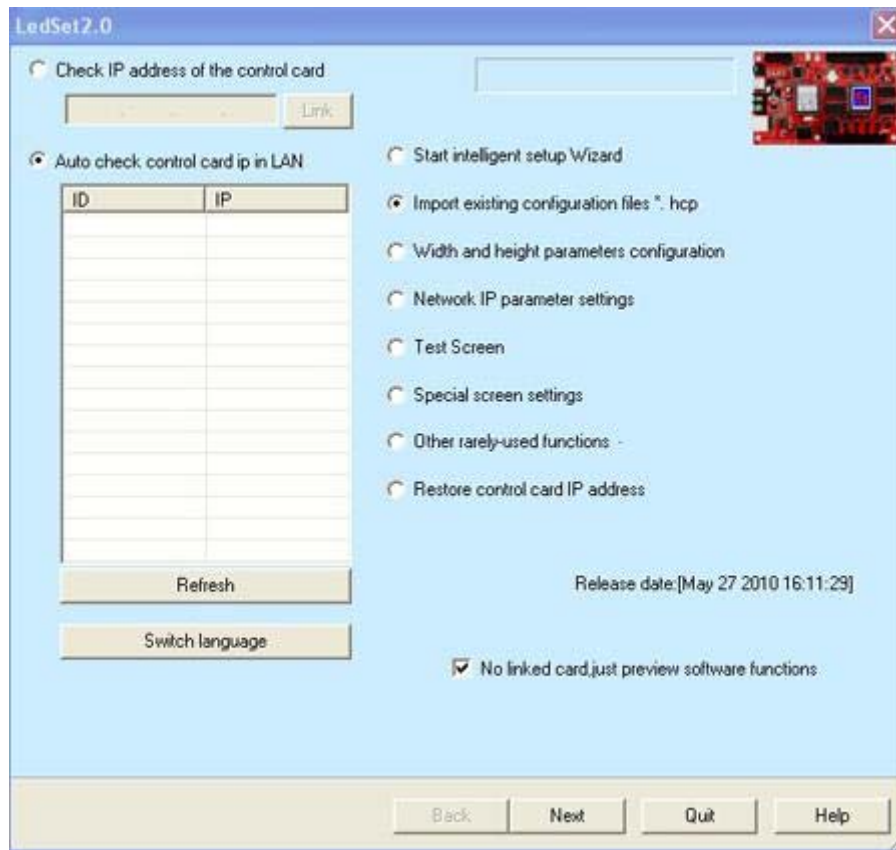 LedSet2.0
Check IP address of the control card
Link
Auto check control card ip in LAN
ID IP
Refresh
Switch language
Start intelligent setup Wizard
Import existing configuration files *. hcp
Width and height parameters configuration
Network IP parameter settings
Test Screen
Special screen settings
Other rarely-used functions -
Restore control card IP address
Release date:[May 27 2010 16:11:29]
No linked card,just preview software functions
Back Next Quit Help